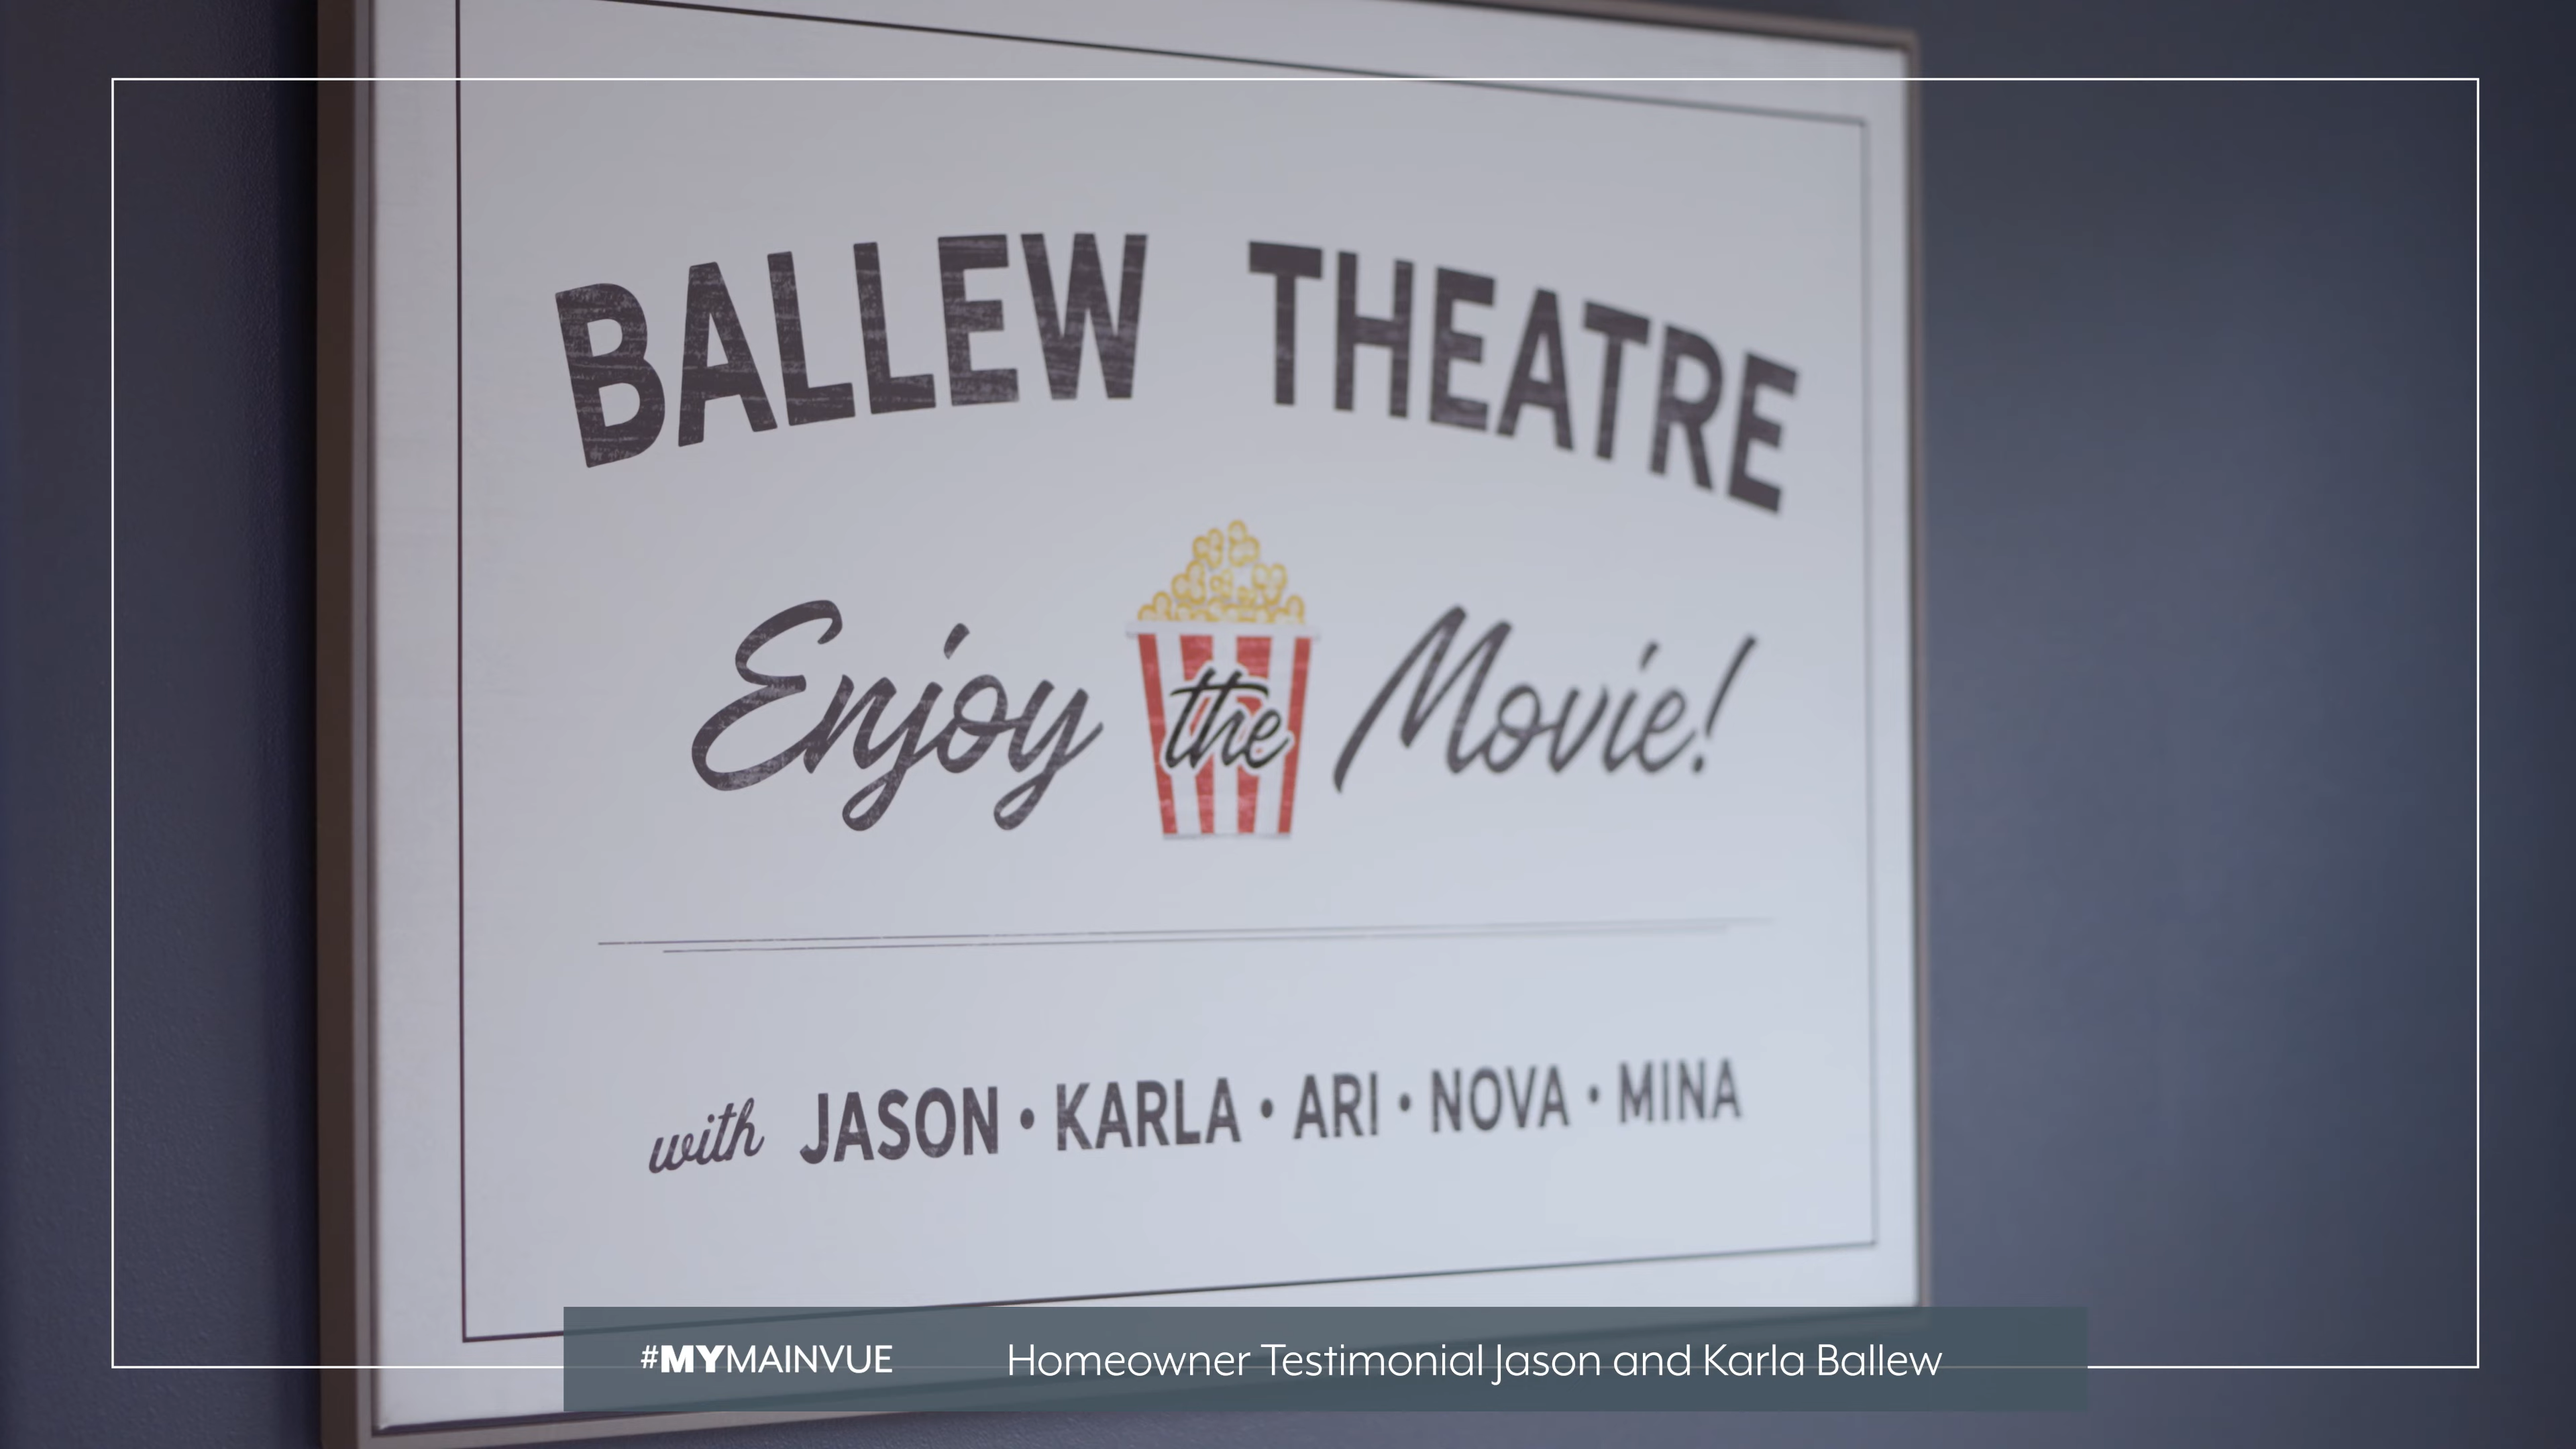 BALLEW THEATRE
Enjoy the Movie!
with JASON • KARLA • ARI • NOVA • MINA
#MYMAINVUE Homeowner Testimonial Jason and Karla Ballew